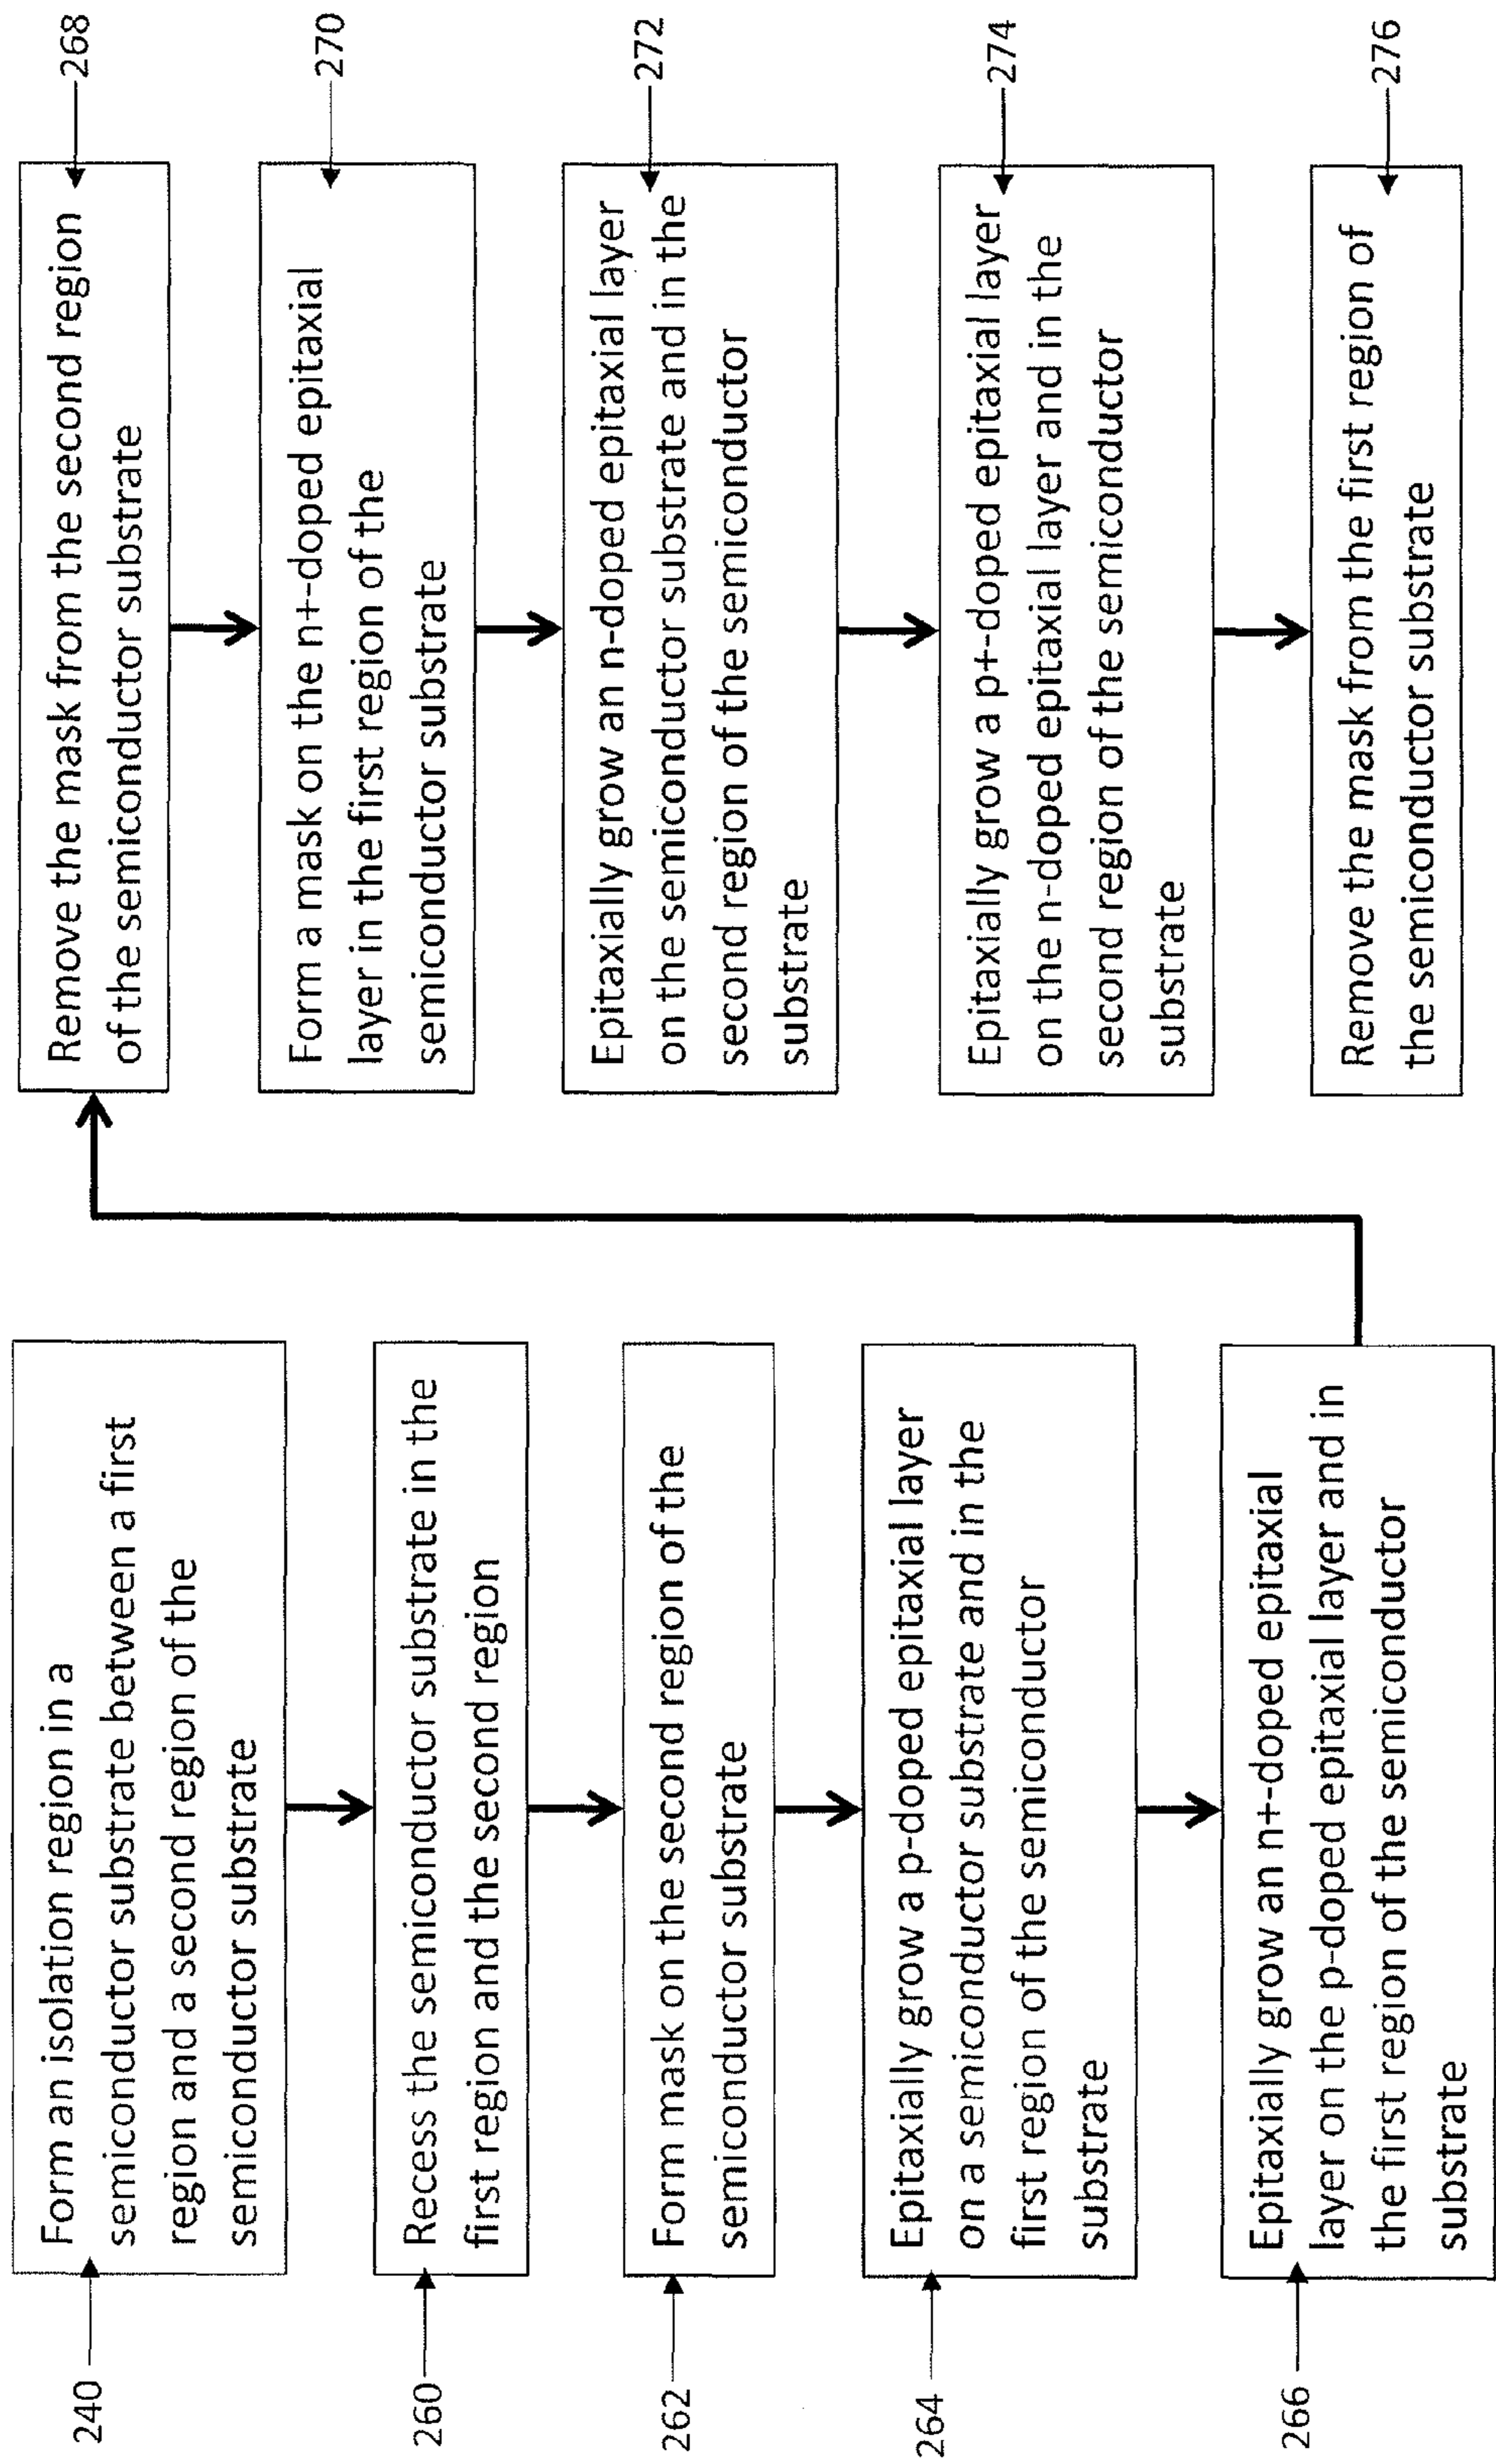 240
Form an isolation region in a
semiconductor substrate between a first
region and a second region of the
semiconductor substrate
260
Recess the semiconductor substrate in the
first region and the second region
262
Form mask on the second region of the
semiconductor substrate
264
Epitaxially grow a p-doped epitaxial layer
on a semiconductor substrate and in the
first region of the semiconductor
substrate
266
Epitaxially grow an n+-doped epitaxial
layer on the p-doped epitaxial layer and in
the first region of the semiconductor
substrate
Remove the mask from the second region
of the semiconductor substrate
268
Form a mask on the n+-doped epitaxial
layer in the first region of the
semiconductor substrate
270
Epitaxially grow an n-doped epitaxial layer
on the semiconductor substrate and in the
second region of the semiconductor
substrate
272
Epitaxially grow a p+-doped epitaxial layer
on the n-doped epitaxial layer and in the
second region of the semiconductor
substrate
274
Remove the mask from the first region of
the semiconductor substrate
276